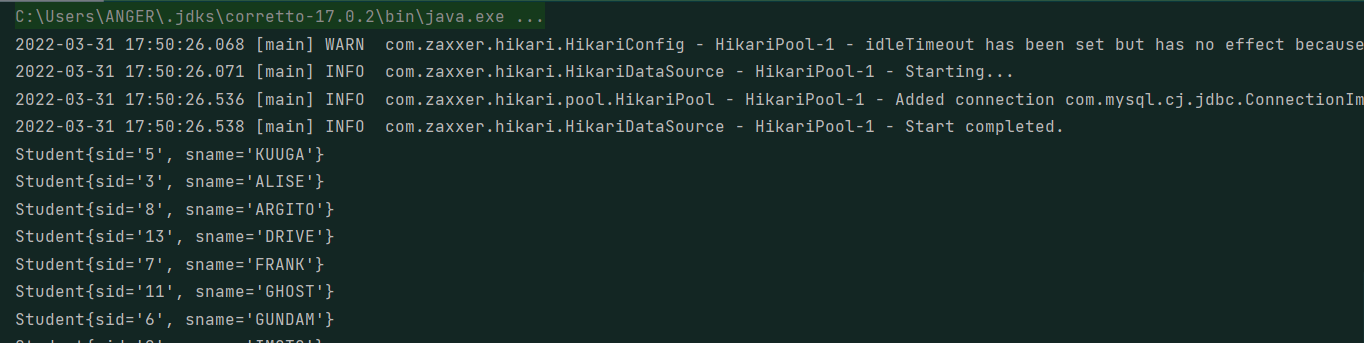 C:\Users\ANGER\.jdks\corretto-17.0.2\bin\java.exe ...
2022-03-31 17:50:26.068 [main] WARN  com.zaxxer.hikari.HikariConfig - HikariPool-1 - idleTimeout has been set but has no effect because
2022-03-31 17:50:26.071 [main] INFO  com.zaxxer.hikari.HikariDataSource - HikariPool-1 - Starting...
2022-03-31 17:50:26.536 [main] INFO  com.zaxxer.hikari.pool.HikariPool - HikariPool-1 - Added connection com.mysql.cj.jdbc.ConnectionIm
2022-03-31 17:50:26.538 [main] INFO  com.zaxxer.hikari.HikariDataSource - HikariPool-1 - Start completed.
Student{sid='5', sname='KUUGA'}
Student{sid='3', sname='ALISE'}
Student{sid='8', sname='ARGITO'}
Student{sid='13', sname='DRIVE'}
Student{sid='7', sname='FRANK'}
Student{sid='11', sname='GHOST'}
Student{sid='6', sname='GUNDAM'}